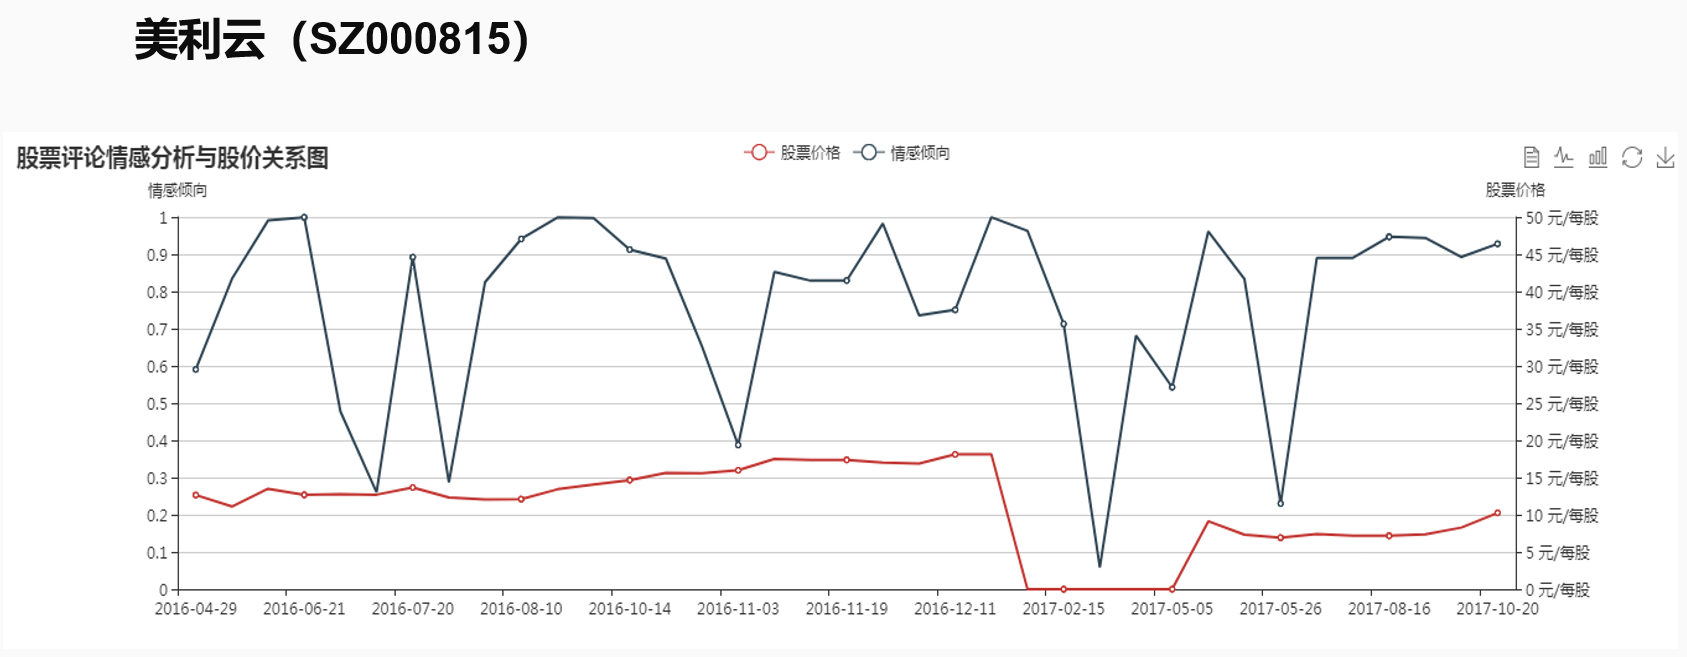 美利云（SZ000815）
股票评论情感分析与股价关系图
股票价格
情感倾向
情感倾向
股票价格
1
0.9
0.8
0.7
0.6
0.5
0.4
0.3
0.2
0.1
0
50 元/每股
45 元/每股
40 元/每股
35 元/每股
30 元/每股
25 元/每股
20 元/每股
15 元/每股
10 元/每股
5 元/每股
0 元/每股
2016-04-29 2016-06-21 2016-07-20 2016-08-10 2016-10-14 2016-11-03 2016-11-19 2016-12-11 2017-02-15 2017-05-05 2017-05-26 2017-08-16 2017-10-20